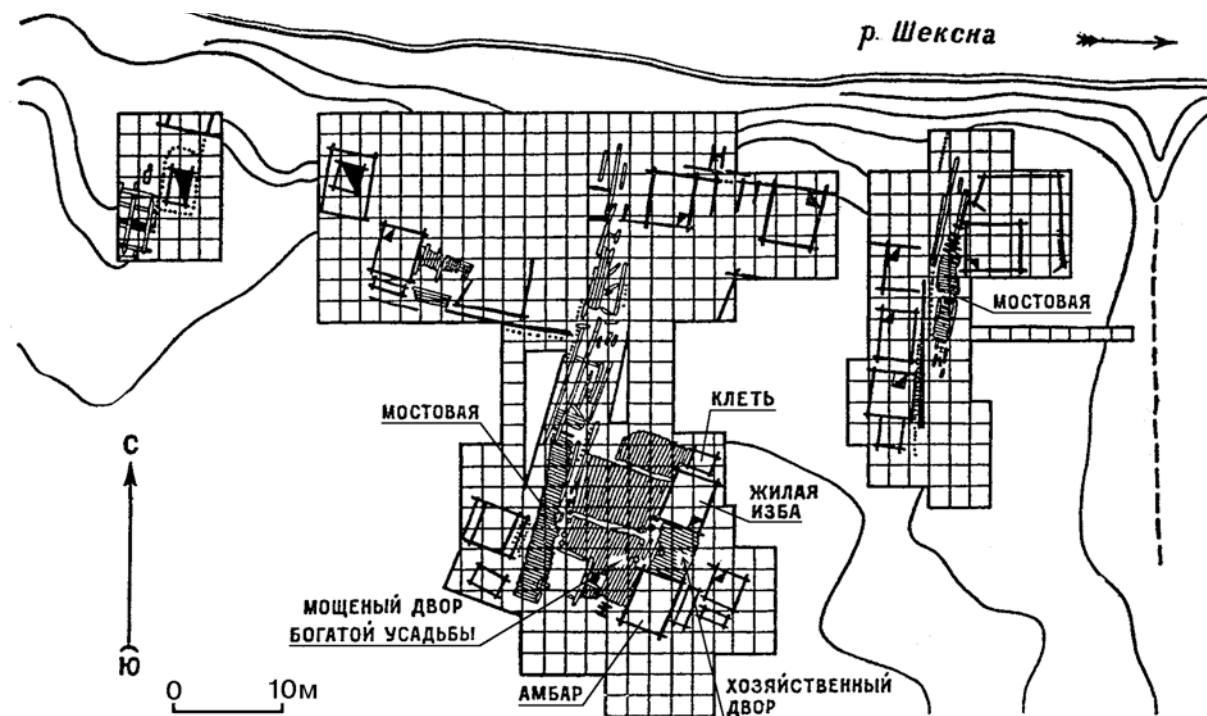 р. Шексна
МОСТОВАЯ
МОСТОВАЯ
КЛЕТЬ
С
ЖИЛАЯ
ИЗБА
МОЩЕНЫЙ ДВОР
БОГАТОЙ УСАДЬБЫ
Ю
0 10м
АМБАР
ХОЗЯЙСТВЕННЫЙ
ДВОР